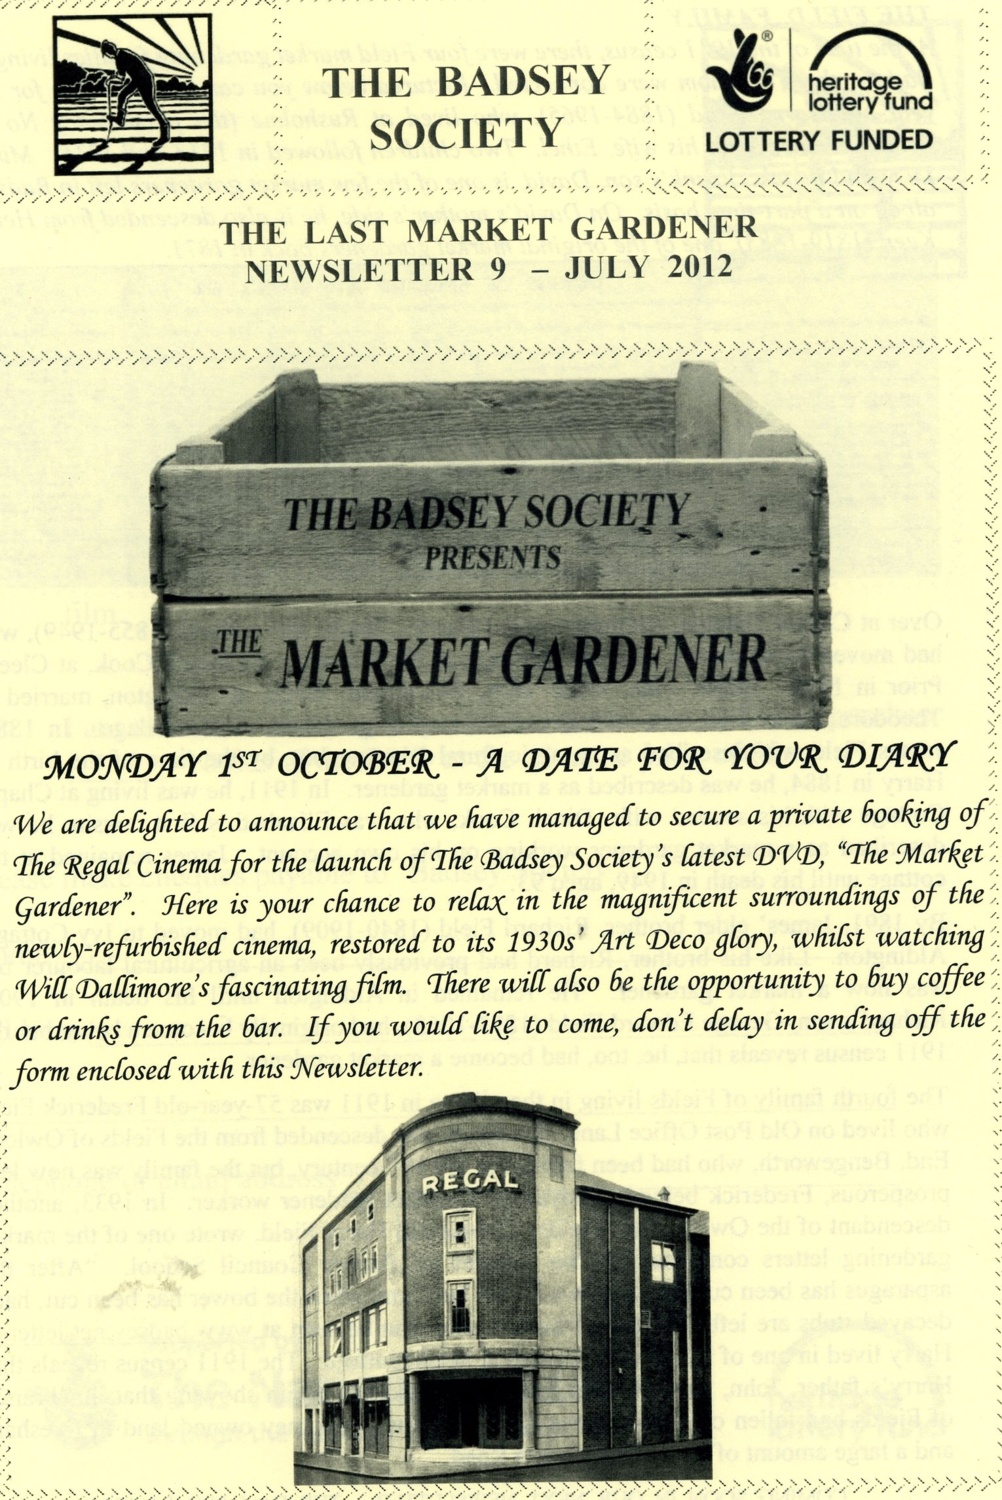 THE BADSEY
SOCIETY
heritage
lottery fund
LOTTERY FUNDED
THE LAST MARKET GARDENER
NEWSLETTER 9 – JULY 2012
THE BADSEY SOCIETY
PRESENTS
THE MARKET GARDENER
MONDAY 1ST OCTOBER – A DATE FOR YOUR DIARY
We are delighted to announce that we have managed to secure a private booking of
The Regal Cinema for the launch of The Badsey Society's latest DVD, "The Market
Gardener". Here is your chance to relax in the magnificent surroundings of the
newly-refurbished cinema, restored to its 1930s' Art Deco glory, whilst watching
Will Dallimore's fascinating film. There will also be the opportunity to buy coffee
or drinks from the bar. If you would like to come, don't delay in sending off the
form enclosed with this Newsletter.
REGAL